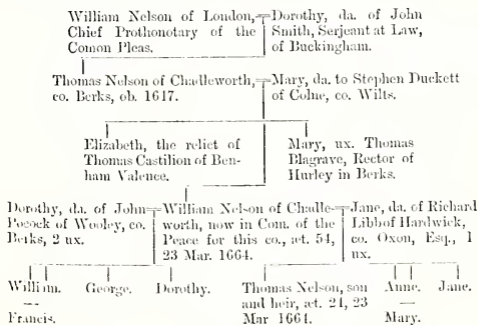 William Nelson of London, Dorothy, da. of John
Chief Prothonotary of the Smith, Serjeant at Law,
Comon Pleas. of Buckingham.
Thomas Nelson of Chadleworth, Mary, da. to Stephen Duckett
co. Berks, ob. 1617. of Colne, co. Wilts.
Elizabeth, the relict of Mary, ux. Thomas
Thomas Castilion of Ben- Blagrave, Rector of
ham Valence. Hurley in Berks.
Dorothy, da. of John William Nelson of Chadle- Jane, da. of Richard
Pocock of Wooley, co. worth, now in Com. of the Libb of Hardwick,
Berks, 2 ux. Peace for this co., æt. 54, co. Oxon, Esq., 1
23 Mar. 1664. ux.
William. George. Dorothy. Thomas Nelson, son Anne. Jane.
— and heir, æt. 21, 23 —
Francis. Mar 1664. Mary.